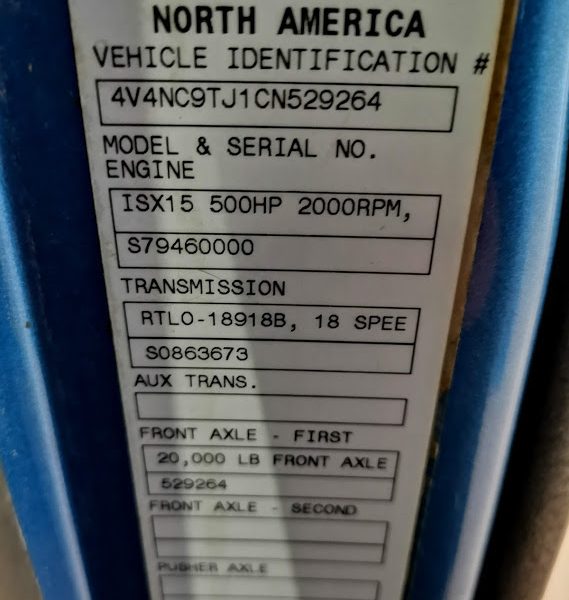 NORTH AMERICA
VEHICLE IDENTIFICATION #
4V4NC9TJ1CN529264
MODEL & SERIAL NO.
ENGINE
ISX15 500HP 2000RPM,
S79460000
TRANSMISSION
RTLO-18918B, 18 SPEE
S0863673
AUX TRANS.
FRONT AXLE - FIRST
20,000 LB FRONT AXLE
529264
FRONT AXLE - SECOND
PUSHER AXLE